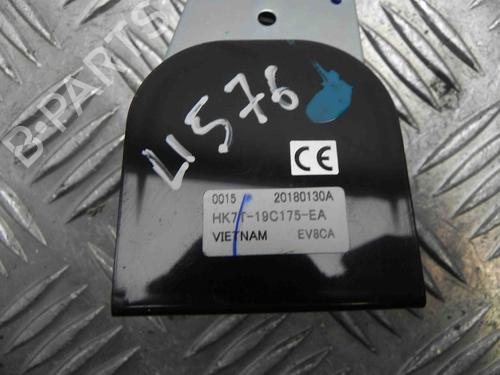 B-PARTS
LI576
CE
0015 20180130A
HK7T-19C175-EA
VIETNAM EV8CA